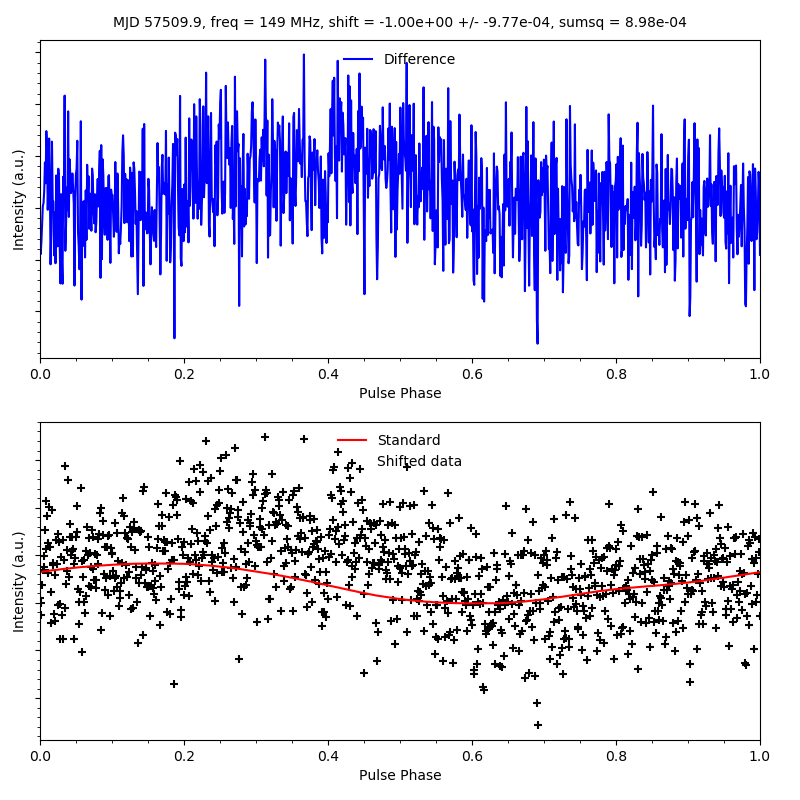 MJD 57509.9, freq = 149 MHz, shift = -1.00e+00 +/- -9.77e-04, sumsq = 8.98e-04
Difference
Intensity (a.u.)
0.0 0.2 0.4 0.6 0.8 1.0
Pulse Phase
Standard
Shifted data
Intensity (a.u.)
0.0 0.2 0.4 0.6 0.8 1.0
Pulse Phase